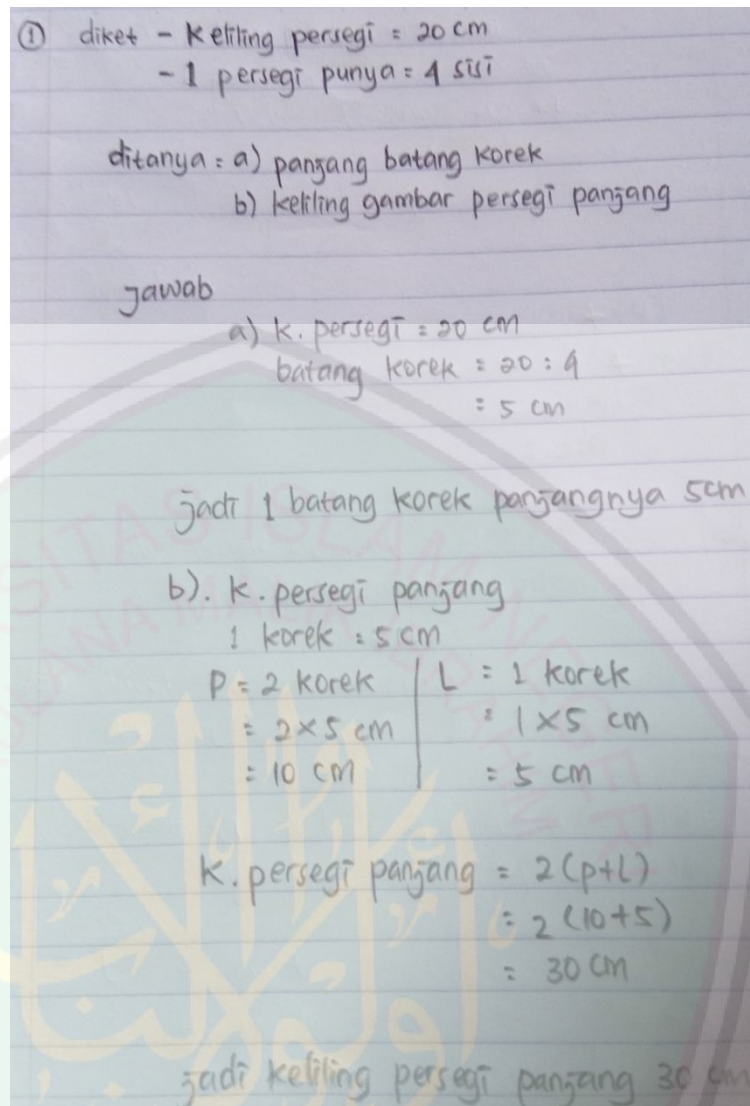 ① diket - Keliling persegi = 20 cm
- 1 persegi punya = 4 sisi
ditanya = a) panjang batang korek
b) keliling gambar persegi panjang
Jawab
a) K. persegi = 20 cm
batang korek = 20 : 4
= 5 cm
jadi 1 batang korek panjangnya 5cm
b). K. persegi panjang
1 korek = 5 cm
P = 2 korek | L = 1 korek
= 2 × 5 cm | = 1 × 5 cm
= 10 cm | = 5 cm
K. persegi panjang = 2 (p+l)
= 2 (10+5)
= 30 cm
jadi keliling persegi panjang 30 cm